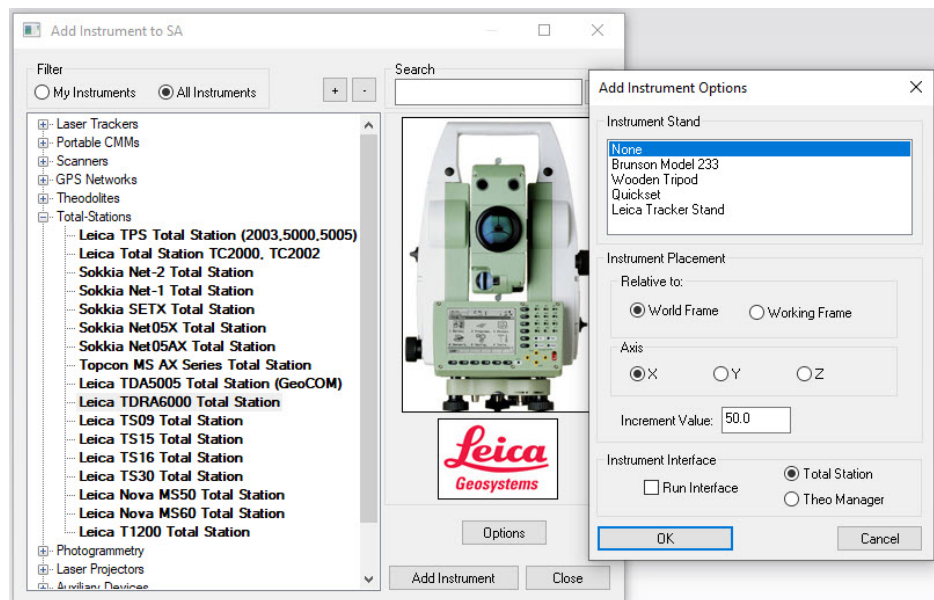 Add Instrument to SA
Filter
My Instruments
All Instruments
+
-
Search
Laser Trackers
Portable CMMs
Scanners
GPS Networks
Theodolites
Total-Stations
Leica TPS Total Station (2003,5000,5005)
Leica Total Station TC2000, TC2002
Sokkia Net-2 Total Station
Sokkia Net-1 Total Station
Sokkia SETX Total Station
Sokkia Net05X Total Station
Sokkia Net05AX Total Station
Topcon MS AX Series Total Station
Leica TDA5005 Total Station (GeoCOM)
Leica TDRA6000 Total Station
Leica TS09 Total Station
Leica TS15 Total Station
Leica TS16 Total Station
Leica TS30 Total Station
Leica Nova MS50 Total Station
Leica Nova MS60 Total Station
Leica T1200 Total Station
Photogrammetry
Laser Projectors
Auxiliary Devices
Leica
Geosystems
Options
Add Instrument
Close
Add Instrument Options
Instrument Stand
None
Brunson Model 233
Wooden Tripod
Quickset
Leica Tracker Stand
Instrument Placement
Relative to:
World Frame
Working Frame
Axis
X
Y
Z
Increment Value: 50.0
Instrument Interface
Run Interface
Total Station
Theo Manager
OK
Cancel